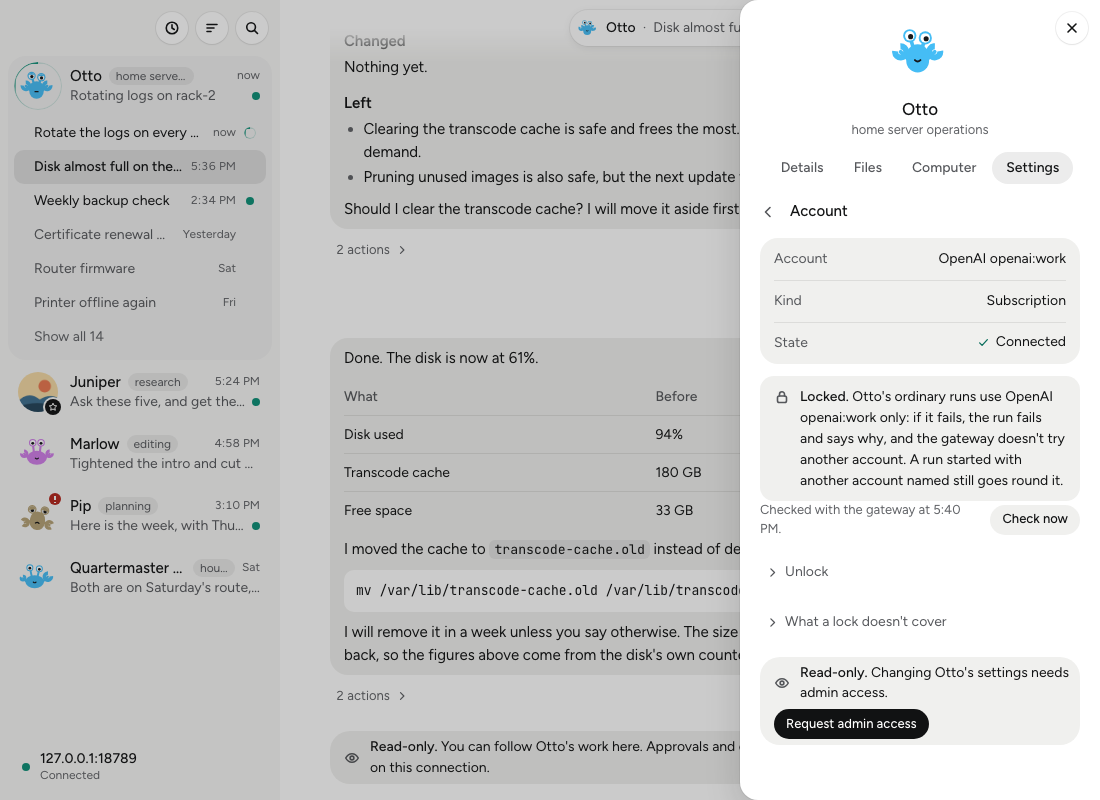 Otto
home serve...
now
Rotating logs on rack-2
Rotate the logs on every ...
now
Disk almost full on the...
5:36 PM
Weekly backup check
2:34 PM
Certificate renewal ...
Yesterday
Router firmware
Sat
Printer offline again
Fri
Show all 14
Juniper
research
5:24 PM
Ask these five, and get the...
Marlow
editing
4:58 PM
Tightened the intro and cut ...
Pip
planning
3:10 PM
Here is the week, with Thu...
Quartermaster ...
hou...
Sat
Both are on Saturday's route,...
127.0.0.1:18789
Connected
Otto · Disk almost fu
Changed
Nothing yet.
Left
Clearing the transcode cache is safe and frees the most.
demand.
Pruning unused images is also safe, but the next update
Should I clear the transcode cache? I will move it aside first
2 actions
Done. The disk is now at 61%.
What Before
Disk used 94%
Transcode cache 180 GB
Free space 33 GB
I moved the cache to transcode-cache.old instead of de
mv /var/lib/transcode-cache.old /var/lib/transcode
I will remove it in a week unless you say otherwise. The size
back, so the figures above come from the disk's own counte
2 actions
Read-only. You can follow Otto's work here. Approvals and
on this connection.
Otto
home server operations
Details Files Computer Settings
Account
Account OpenAI openai:work
Kind Subscription
State Connected
Locked. Otto's ordinary runs use OpenAI
openai:work only: if it fails, the run fails
and says why, and the gateway doesn't try
another account. A run started with
another account named still goes round it.
Checked with the gateway at 5:40
PM.
Check now
Unlock
What a lock doesn't cover
Read-only. Changing Otto's settings needs
admin access.
Request admin access